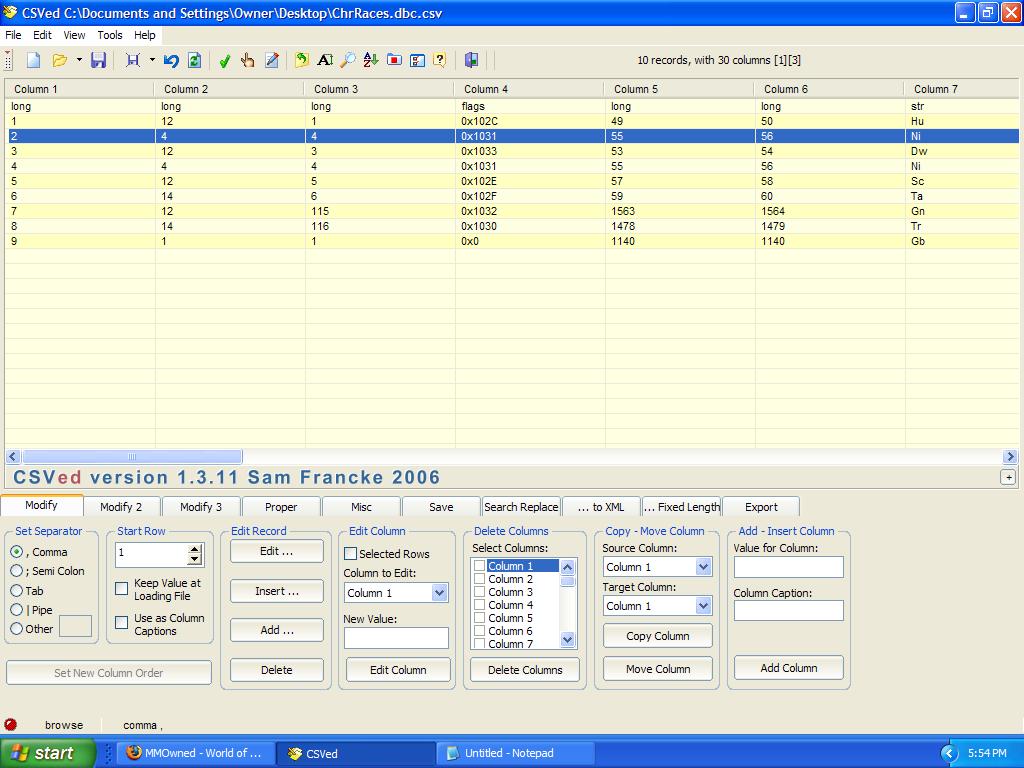 CSVed C:\Documents and Settings\Owner\Desktop\ChrRaces.dbc.csv
File Edit View Tools Help
10 records, with 30 columns [1][3]
Column 1 Column 2 Column 3 Column 4 Column 5 Column 6 Column 7
long long long flags long long str
1 12 1 0x102C 49 50 Hu
2 4 4 0x1031 55 56 Ni
3 12 3 0x1033 53 54 Dw
4 4 4 0x1031 55 56 Ni
5 12 5 0x102E 57 58 Sc
6 14 6 0x102F 59 60 Ta
7 12 115 0x1032 1563 1564 Gn
8 14 116 0x1030 1478 1479 Tr
9 1 1 0x0 1140 1140 Gb
CSVed version 1.3.11 Sam Francke 2006
Modify Modify 2 Modify 3 Proper Misc Save Search Replace ... to XML ... Fixed Length Export
Set Separator
, Comma
; Semi Colon
Tab
| Pipe
Other
Set New Column Order
Start Row
1
Keep Value at
Loading File
Use as Column
Captions
Edit Record
Edit ...
Insert ...
Add ...
Delete
Edit Column
Selected Rows
Column to Edit:
Column 1
New Value:
Edit Column
Delete Columns
Select Columns:
Column 1
Column 2
Column 3
Column 4
Column 5
Column 6
Column 7
Delete Columns
Copy - Move Column
Source Column:
Column 1
Target Column:
Column 1
Copy Column
Move Column
Add - Insert Column
Value for Column:
Column Caption:
Add Column
browse comma ,
start MMOwned - World of ... CSVed Untitled - Notepad 5:54 PM